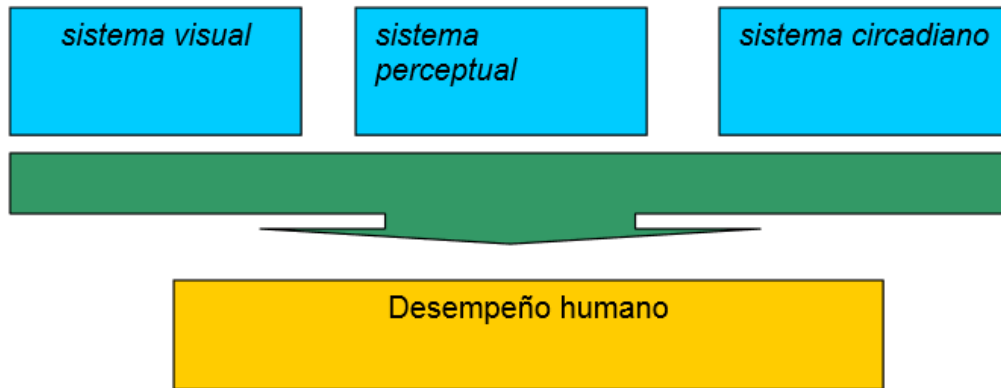 sistema visual
sistema
perceptual
sistema circadiano
Desempeño humano